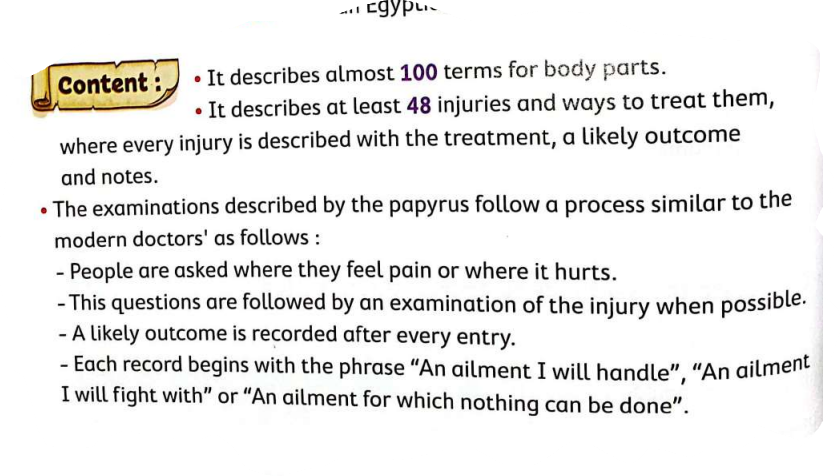 Content :
• It describes almost 100 terms for body parts.
• It describes at least 48 injuries and ways to treat them,
where every injury is described with the treatment, a likely outcome
and notes.
• The examinations described by the papyrus follow a process similar to the
modern doctors' as follows :
- People are asked where they feel pain or where it hurts.
- This questions are followed by an examination of the injury when possible.
- A likely outcome is recorded after every entry.
- Each record begins with the phrase “An ailment I will handle”, “An ailment
I will fight with” or “An ailment for which nothing can be done”.